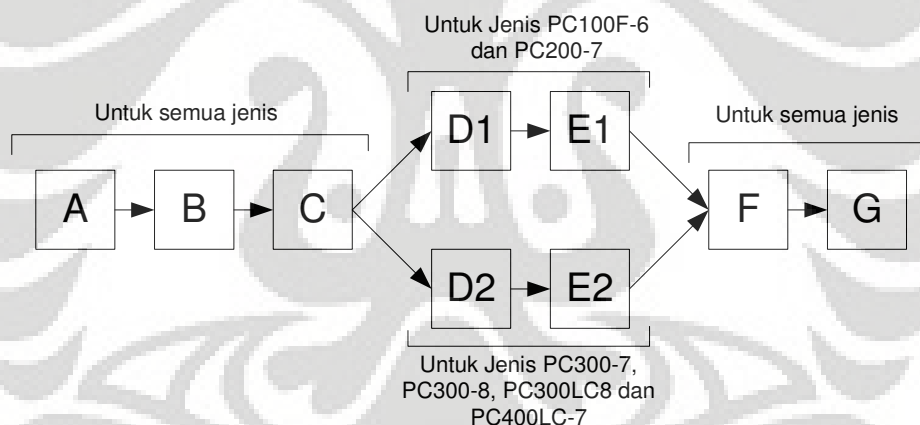 Untuk Jenis PC100F-6
dan PC200-7
Untuk semua jenis
D1
E1
Untuk semua jenis
A
B
C
F
G
D2
E2
Untuk Jenis PC300-7,
PC300-8, PC300LC8 dan
PC400LC-7